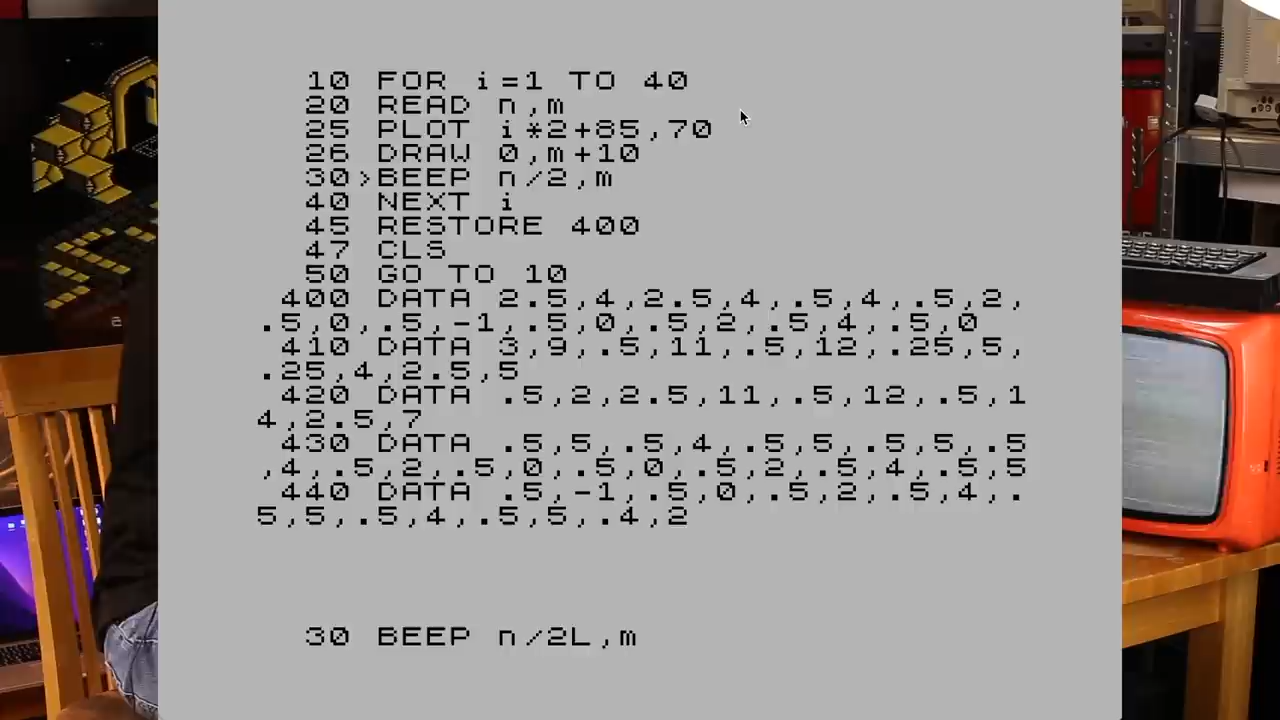 10 FOR i=1 TO 40
20 READ n,m
25 PLOT i*2+85,70
26 DRAW 0,m+10
30>BEEP n/2,m
40 NEXT i
45 RESTORE 400
47 CLS
50 GO TO 10
400 DATA 2.5,4,2.5,4,.5,4,.5,2,
.5,0,.5,-1,.5,0,.5,2,.5,4,.5,0
410 DATA 3,9,.5,11,.5,12,.25,5,
.25,4,2.5,5
420 DATA .5,2,2.5,11,.5,12,.5,1
4,2.5,7
430 DATA .5,5,.5,4,.5,5,.5,5,.5
,4,.5,2,.5,0,.5,0,.5,2,.5,4,.5,5
440 DATA .5,-1,.5,0,.5,2,.5,4,.
5,5,.5,4,.5,5,.4,2
30 BEEP n/2L,m